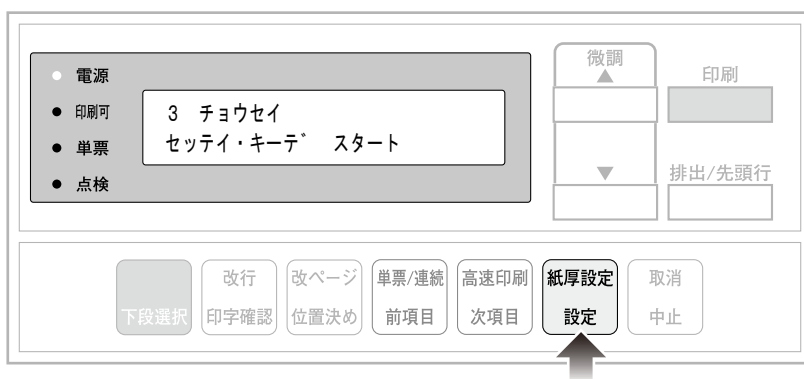 電源
印刷可
単票
点検
3 チョウセイ
セッテイ・キーデ゛ スタート
微調
印刷
排出/先頭行
下段選択
改行
印字確認
改ページ
位置決め
単票/連続
前項目
高速印刷
次項目
紙厚設定
設定
取消
中止